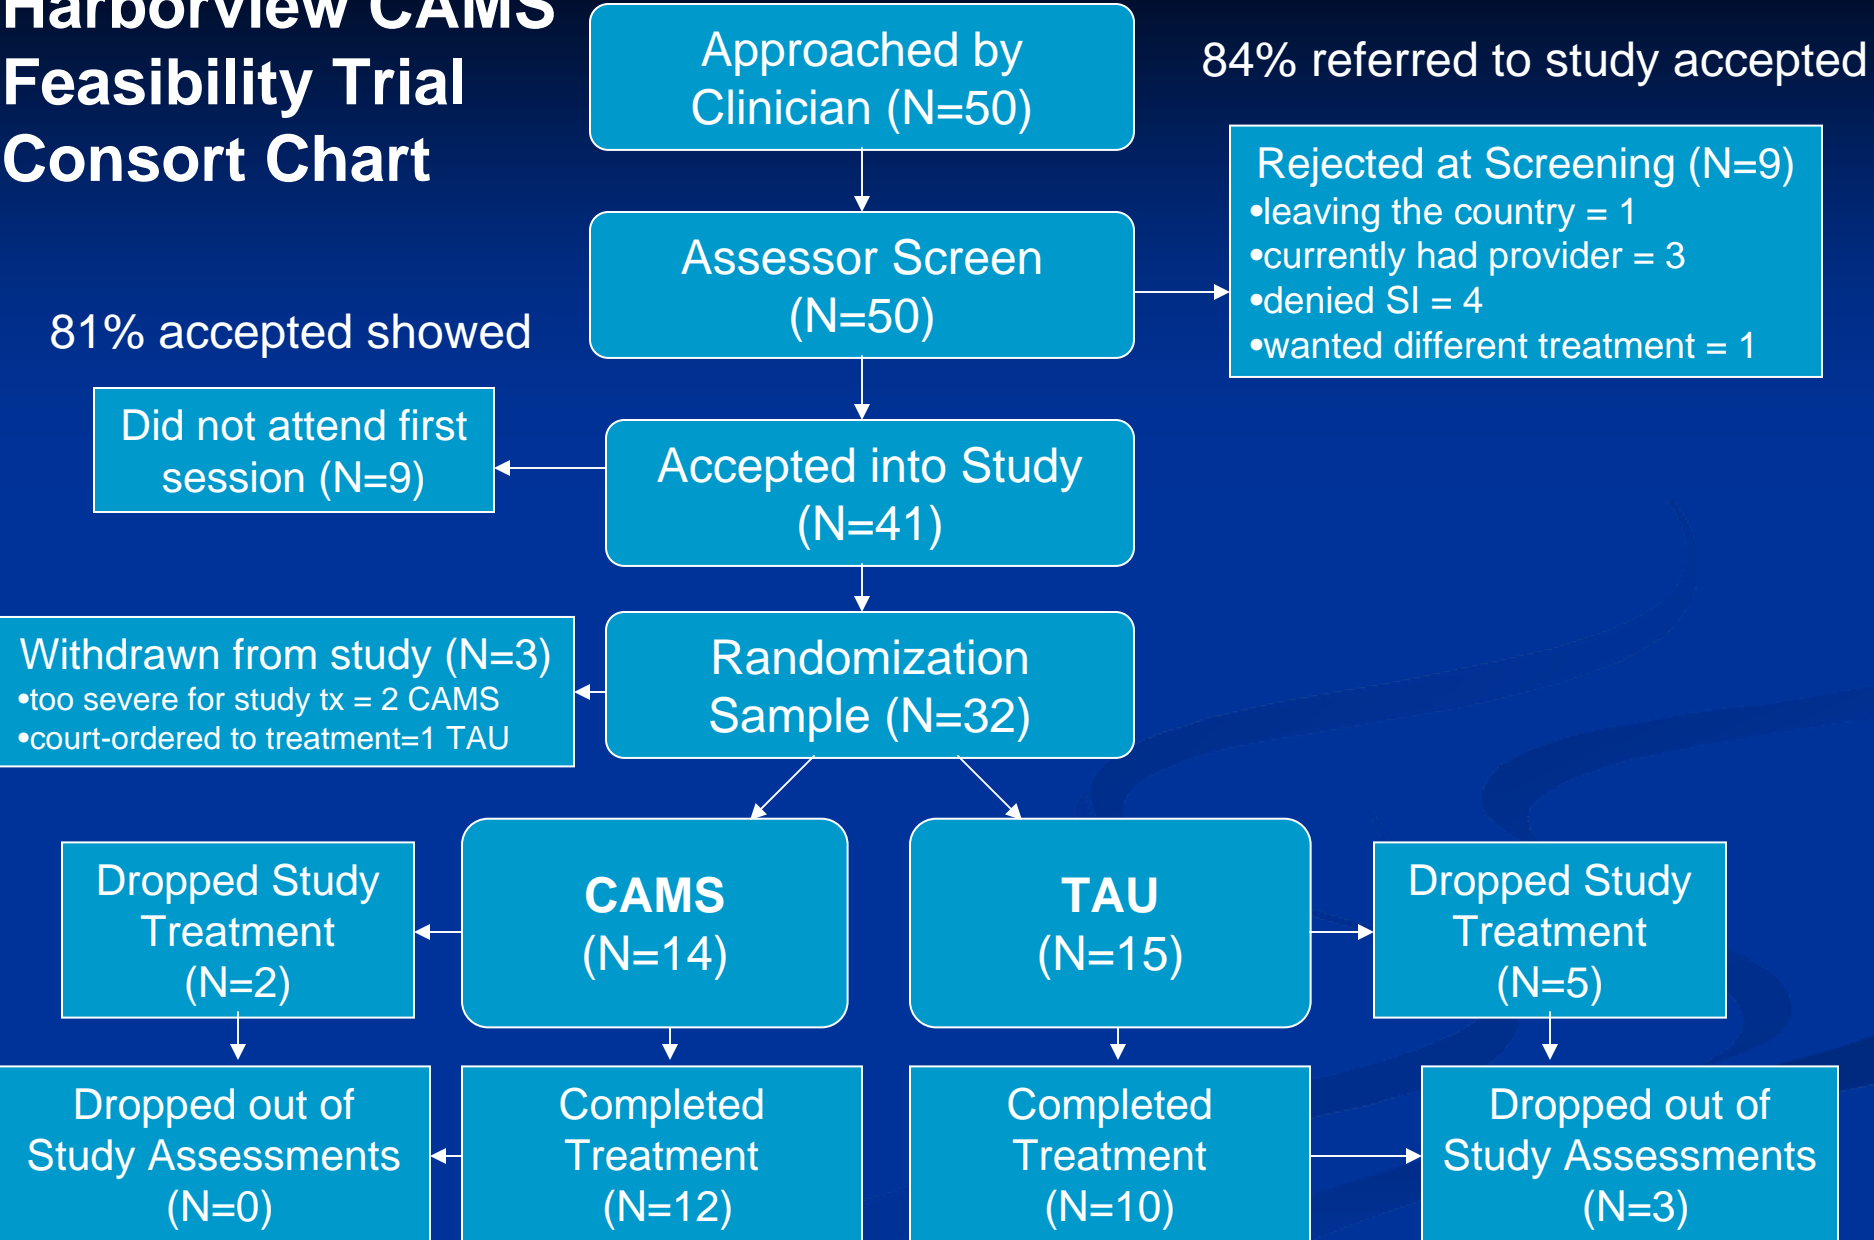 Harborview CAMS
Feasibility Trial
Consort Chart
Approached by
Clinician (N=50)
84% referred to study accepted
Rejected at Screening (N=9)
•leaving the country = 1
•currently had provider = 3
•denied SI = 4
•wanted different treatment = 1
Assessor Screen
(N=50)
81% accepted showed
Did not attend first
session (N=9)
Accepted into Study
(N=41)
Withdrawn from study (N=3)
•too severe for study tx = 2 CAMS
•court-ordered to treatment=1 TAU
Randomization
Sample (N=32)
Dropped Study
Treatment
(N=2)
CAMS
(N=14)
TAU
(N=15)
Dropped Study
Treatment
(N=5)
Dropped out of
Study Assessments
(N=0)
Completed
Treatment
(N=12)
Completed
Treatment
(N=10)
Dropped out of
Study Assessments
(N=3)